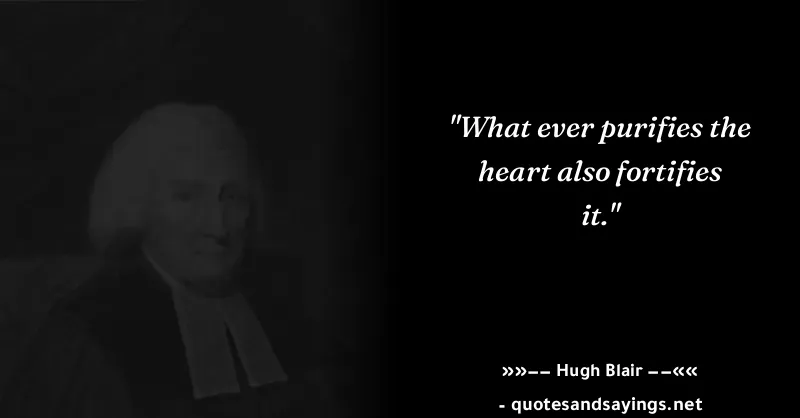 "What ever purifies the
heart also fortifies
it."
»»–– Hugh Blair ––««
- quotesandsayings.net